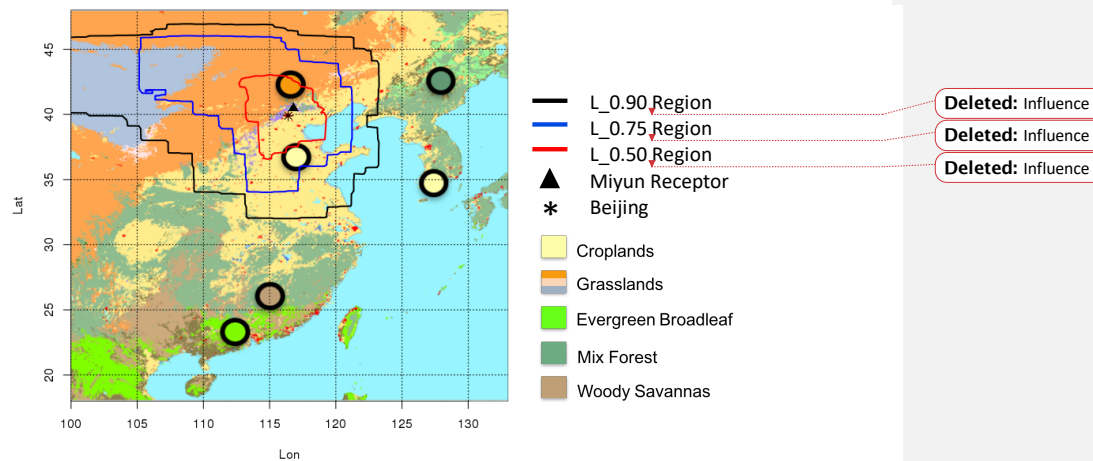 45
40
35
30
25
20
Lat
100
105
110
115
120
125
130
Lon
L_0.90 Region
L_0.75 Region
L_0.50 Region
Miyun Receptor
Beijing
Croplands
Grasslands
Evergreen Broadleaf
Mix Forest
Woody Savannas
Deleted: Influence
Deleted: Influence
Deleted: Influence